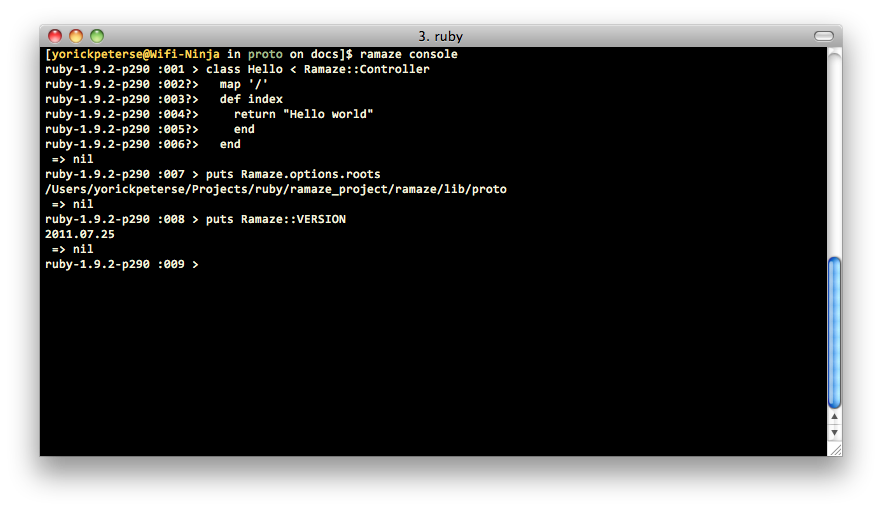 3. ruby
[yorickpeterse@Wifi-Ninja in proto on docs]$ ramaze console
ruby-1.9.2-p290 :001 > class Hello < Ramaze::Controller
ruby-1.9.2-p290 :002?>   map '/'
ruby-1.9.2-p290 :003?>   def index
ruby-1.9.2-p290 :004?>     return "Hello world"
ruby-1.9.2-p290 :005?>     end
ruby-1.9.2-p290 :006?>   end
 => nil
ruby-1.9.2-p290 :007 > puts Ramaze.options.roots
/Users/yorickpeterse/Projects/ruby/ramaze_project/ramaze/lib/proto
 => nil
ruby-1.9.2-p290 :008 > puts Ramaze::VERSION
2011.07.25
 => nil
ruby-1.9.2-p290 :009 >